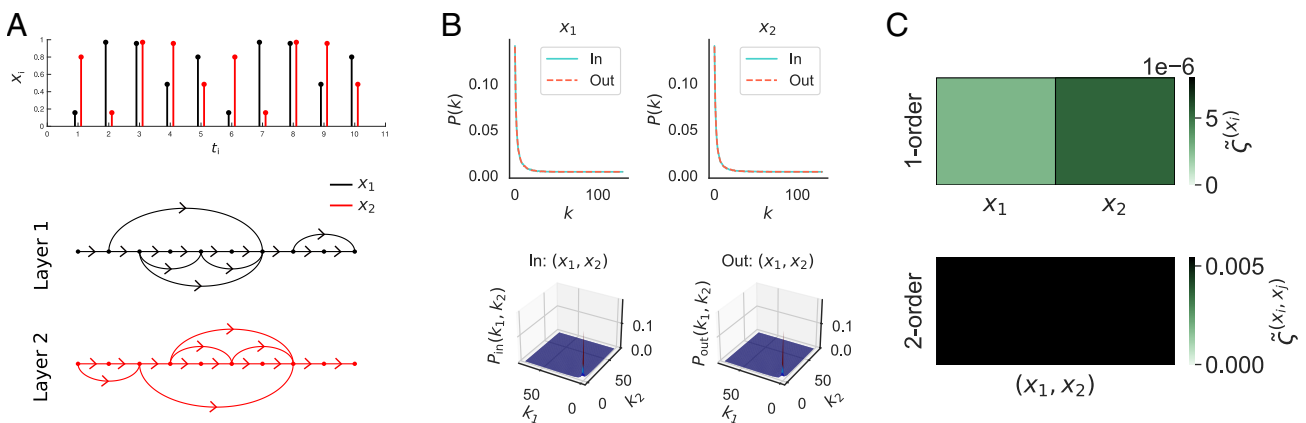 A
1
0.8
0.6
0.4
0.2
0
x_i
0 1 2 3 4 5 6 7 8 9 10 11
t_i
x_1
x_2
Layer 1
Layer 2
B
x_1
In
Out
0.10
0.05
0.00
P(k)
0 100
k
x_2
In
Out
0.10
0.05
0.00
P(k)
0 100
k
In: (x_1, x_2)
P_in(k_1, k_2)
0.1
0.0
50
0
k_1
50
0
k_2
Out: (x_1, x_2)
P_out(k_1, k_2)
0.1
0.0
50
0
k_1
50
0
k_2
C
1-order
x_1 x_2
1e-6
5
0
ζ̃^(x_i)
2-order
(x_1, x_2)
0.005
0.000
ζ̃^(x_i, x_j)